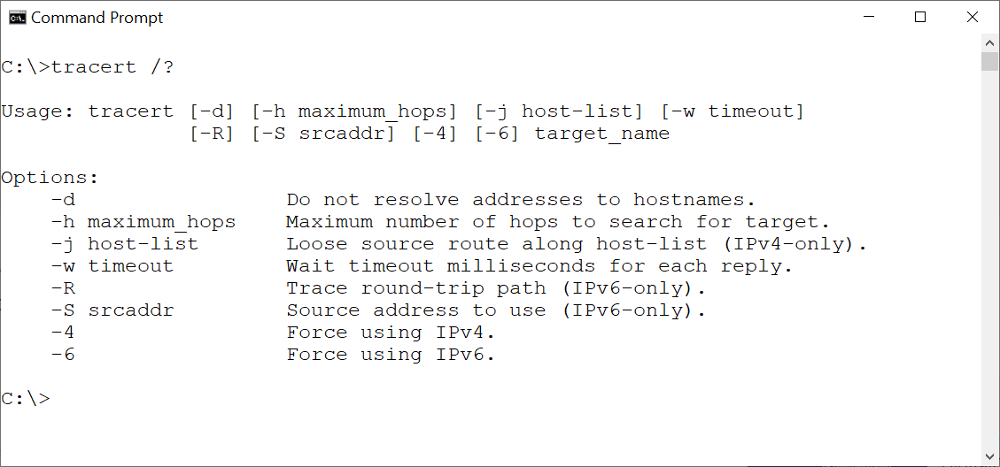 Command Prompt
C:\>tracert /?
Usage: tracert [-d] [-h maximum_hops] [-j host-list] [-w timeout]
               [-R] [-S srcaddr] [-4] [-6] target_name
Options:
    -d                 Do not resolve addresses to hostnames.
    -h maximum_hops    Maximum number of hops to search for target.
    -j host-list       Loose source route along host-list (IPv4-only).
    -w timeout         Wait timeout milliseconds for each reply.
    -R                 Trace round-trip path (IPv6-only).
    -S srcaddr         Source address to use (IPv6-only).
    -4                 Force using IPv4.
    -6                 Force using IPv6.
C:\>